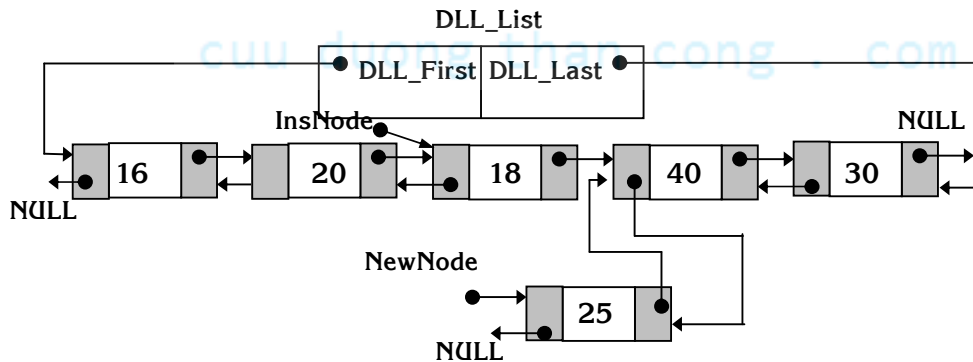 DLL_List
cuu duong than cong . com
DLL_First DLL_Last
InsNode
NULL
16 20 18 40 30
NULL
NewNode
25
NULL